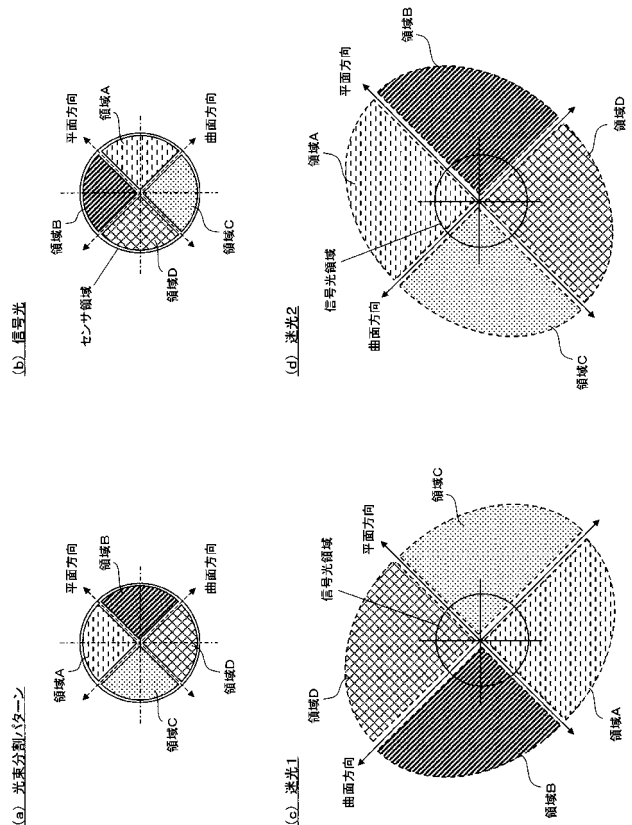 (a) 光束分割パターン
平面方向
領域A
領域B
領域C
領域D
曲面方向
(b) 信号光
平面方向
領域B
領域A
センサ領域
領域D
領域C
曲面方向
(c) 迷光1
平面方向
信号光領域
領域D
領域C
曲面方向
領域B
領域A
(d) 迷光2
平面方向
領域A
領域B
信号光領域
曲面方向
領域C
領域D